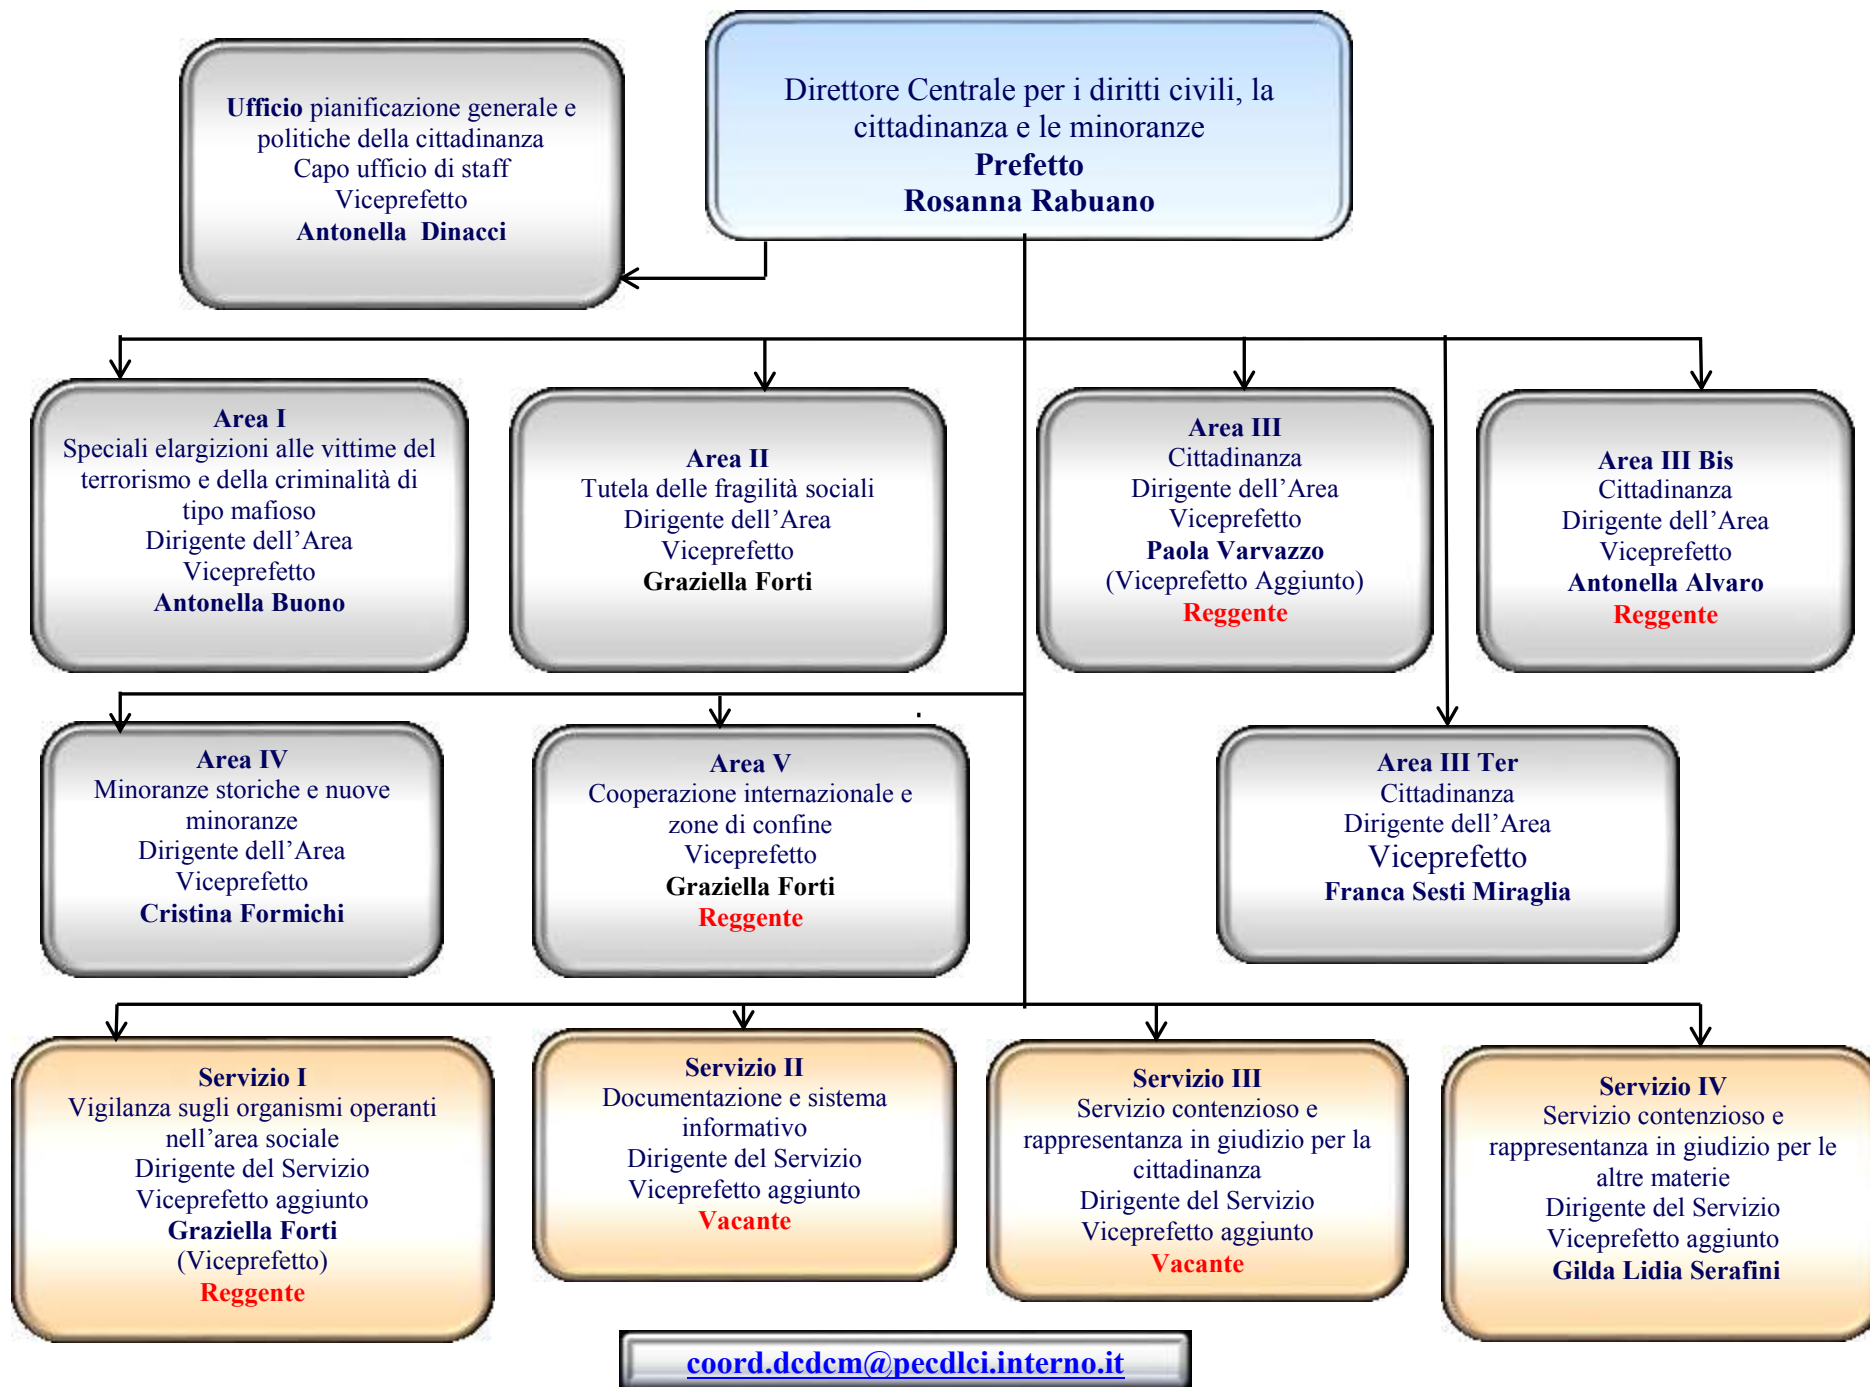 Ufficio pianificazione generale e
politiche della cittadinanza
Capo ufficio di staff
Viceprefetto
Antonella Dinacci
Direttore Centrale per i diritti civili, la
cittadinanza e le minoranze
Prefetto
Rosanna Rabuano
Area I
Speciali elargizioni alle vittime del
terrorismo e della criminalità di
tipo mafioso
Dirigente dell'Area
Viceprefetto
Antonella Buono
Area II
Tutela delle fragilità sociali
Dirigente dell'Area
Viceprefetto
Graziella Forti
Area III
Cittadinanza
Dirigente dell'Area
Viceprefetto
Paola Varvazzo
(Viceprefetto Aggiunto)
Reggente
Area III Bis
Cittadinanza
Dirigente dell'Area
Viceprefetto
Antonella Alvaro
Reggente
Area IV
Minoranze storiche e nuove
minoranze
Dirigente dell'Area
Viceprefetto
Cristina Formichi
Area V
Cooperazione internazionale e
zone di confine
Viceprefetto
Graziella Forti
Reggente
.
Area III Ter
Cittadinanza
Dirigente dell'Area
Viceprefetto
Franca Sesti Miraglia
Servizio I
Vigilanza sugli organismi operanti
nell'area sociale
Dirigente del Servizio
Viceprefetto aggiunto
Graziella Forti
(Viceprefetto)
Reggente
Servizio II
Documentazione e sistema
informativo
Dirigente del Servizio
Viceprefetto aggiunto
Vacante
Servizio III
Servizio contenzioso e
rappresentanza in giudizio per la
cittadinanza
Dirigente del Servizio
Viceprefetto aggiunto
Vacante
Servizio IV
Servizio contenzioso e
rappresentanza in giudizio per le
altre materie
Dirigente del Servizio
Viceprefetto aggiunto
Gilda Lidia Serafini
coord.dcdcm@pecdlci.interno.it